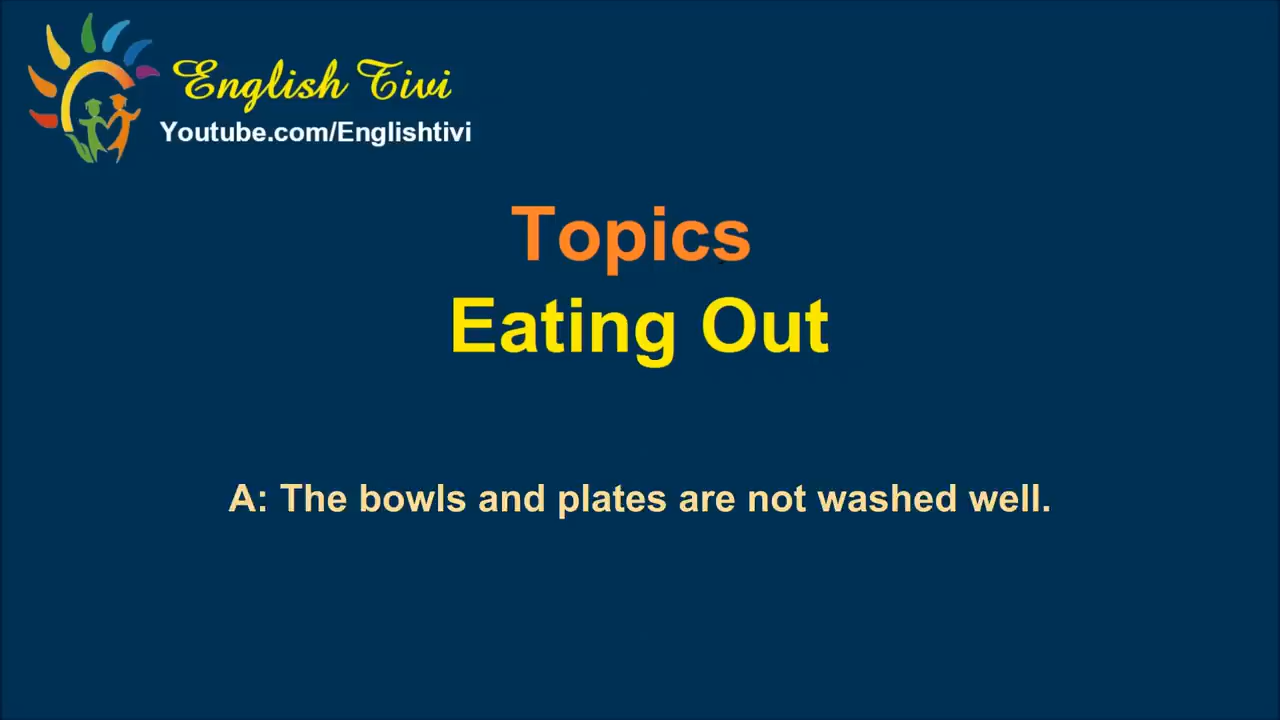 English Tivi
Youtube.com/Englishtivi
Topics
Eating Out
A: The bowls and plates are not washed well.